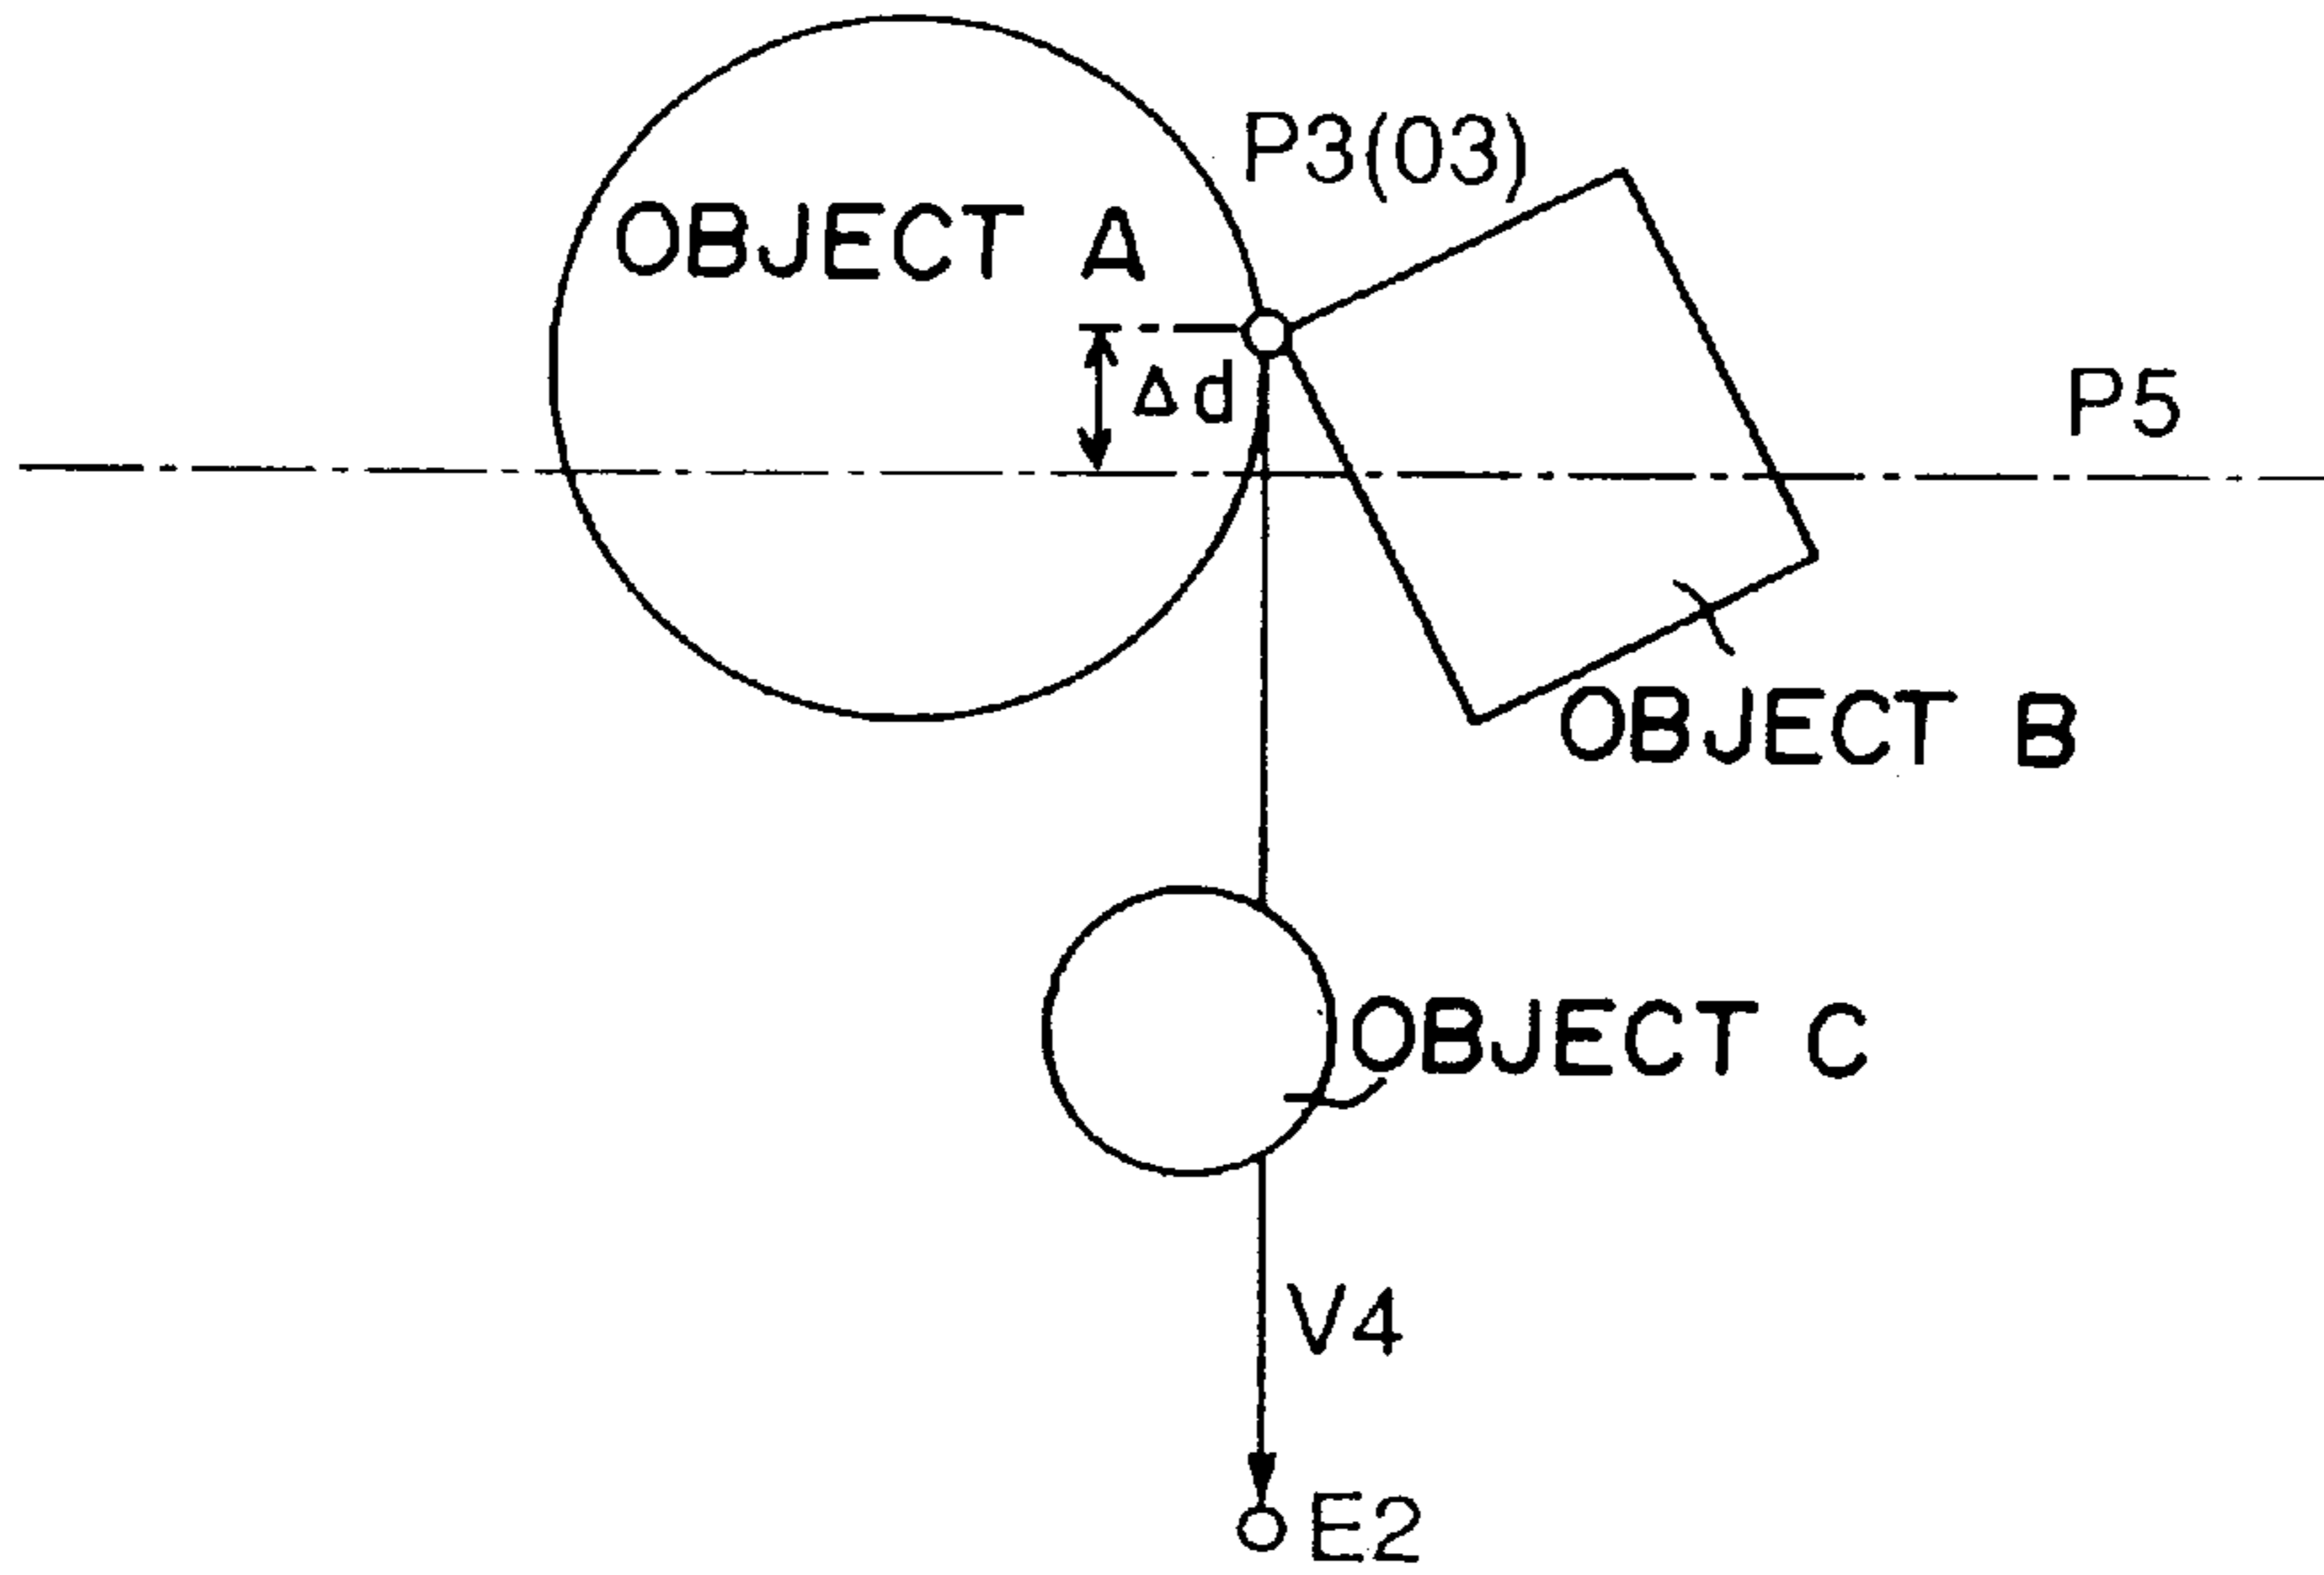 P3(03)
OBJECT A
Δd
P5
OBJECT B
OBJECT C
V4
E2